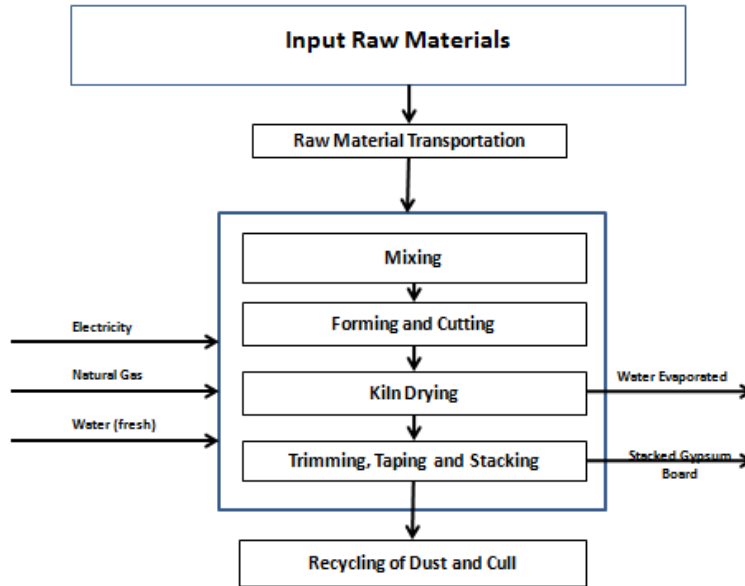 Input Raw Materials
Raw Material Transportation
Mixing
Forming and Cutting
Electricity
Natural Gas
Kiln Drying
Water Evaporated
Water (fresh)
Trimming, Taping and Stacking
Stacked Gypsum
Board
Recycling of Dust and Cull